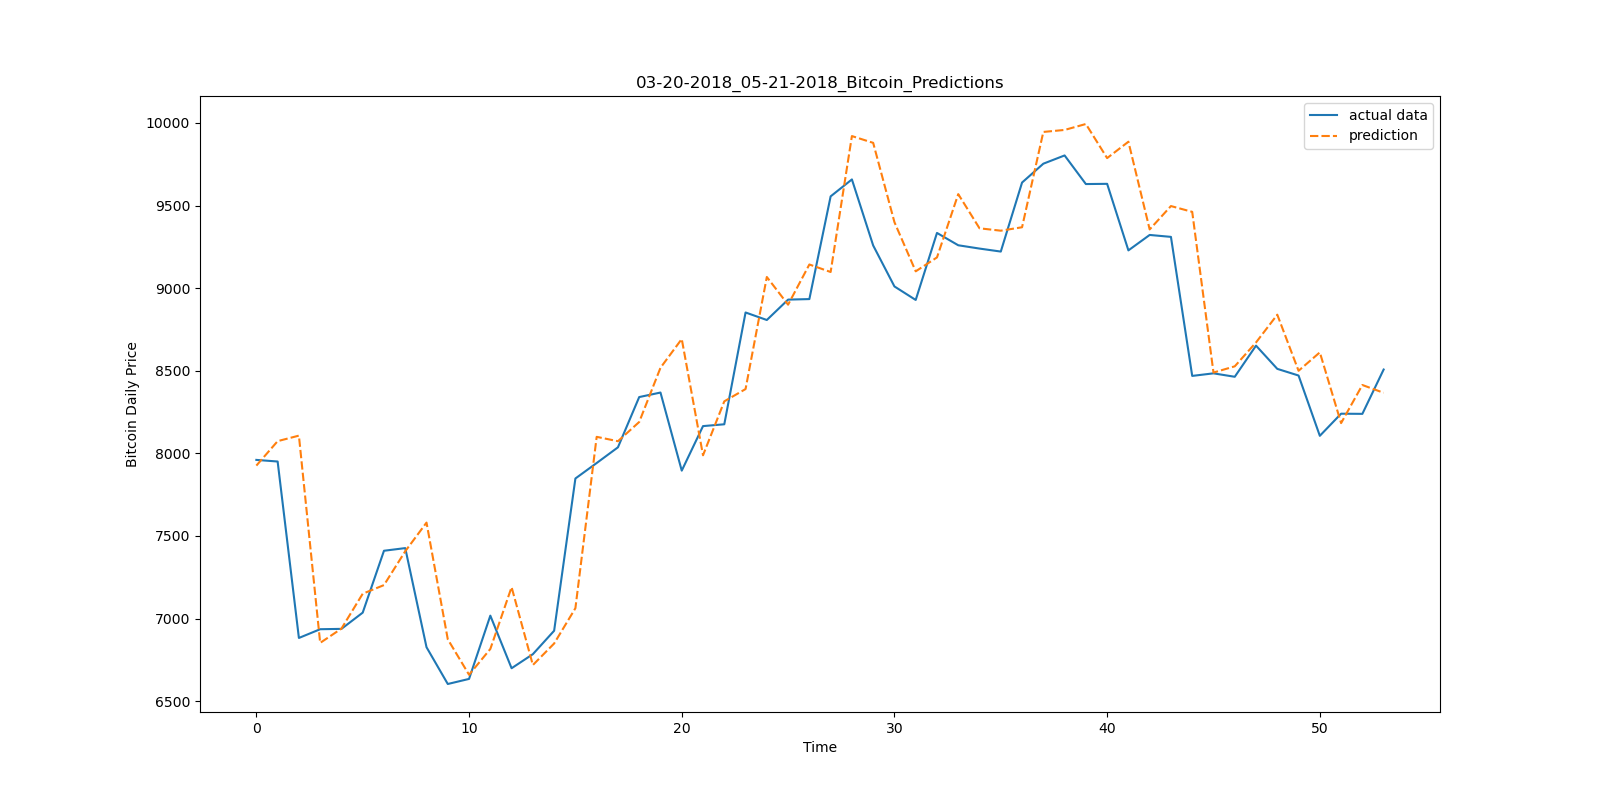 03-20-2018_05-21-2018_Bitcoin_Predictions
actual data
prediction
10000
9500
9000
8500
8000
7500
7000
6500
Bitcoin Daily Price
0 10 20 30 40 50
Time